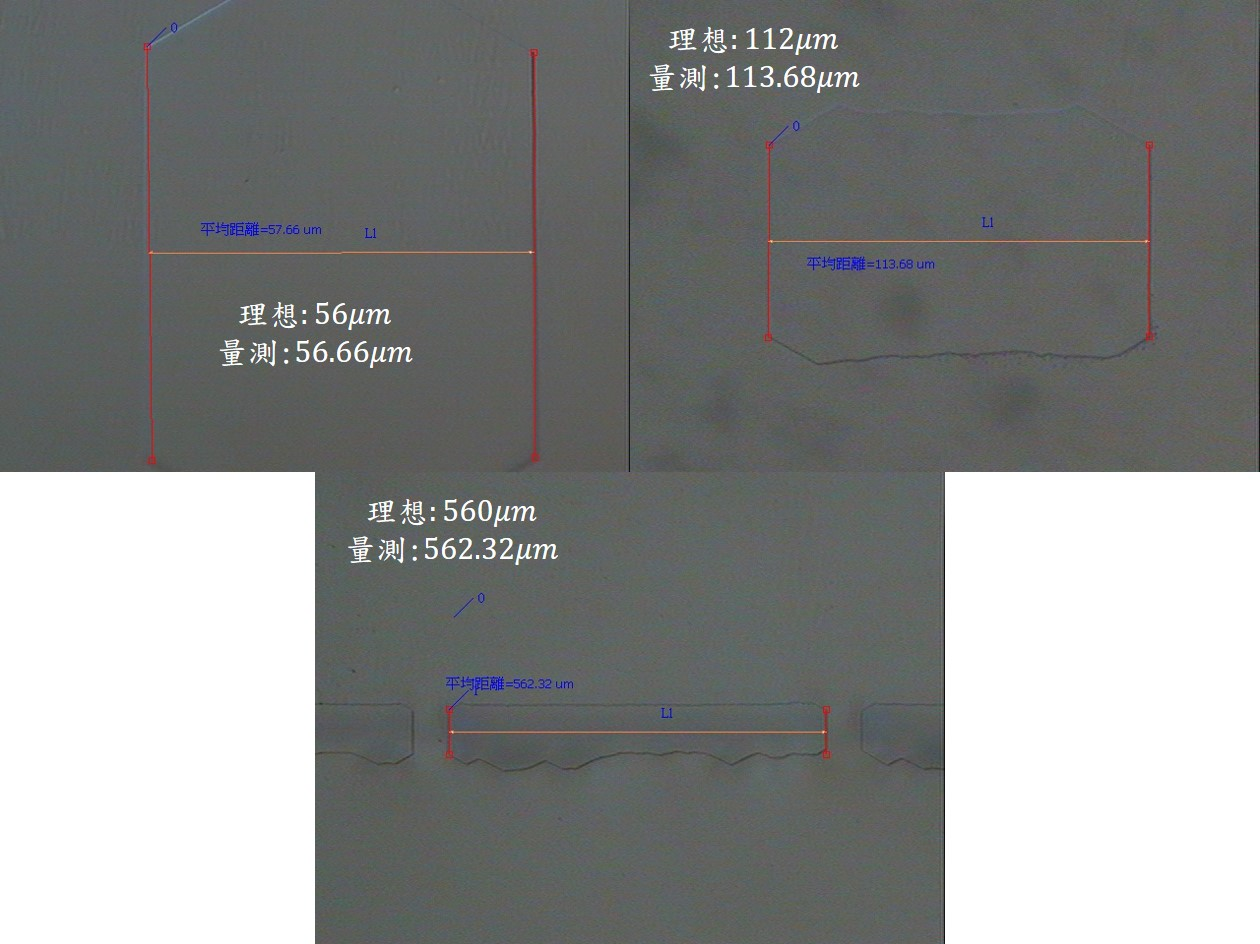 0
平均距離=57.66 um
L1
理想:56μm
量測:56.66μm
理想:112μm
量測:113.68μm
0
L1
平均距離=113.68 um
理想:560μm
量測:562.32μm
0
平均距離=562.32 um
L1